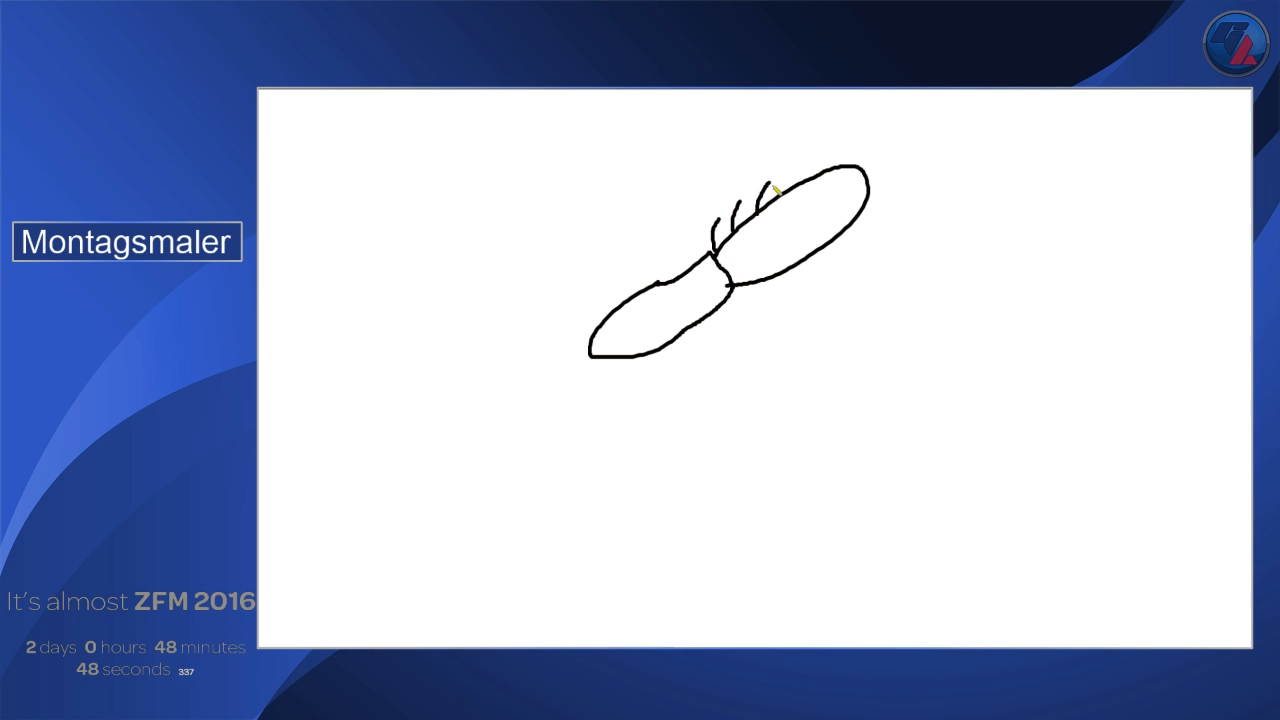 Montagsmaler
It's almost ZFM 2016
2 days 0 hours 48 minutes
48 seconds 337